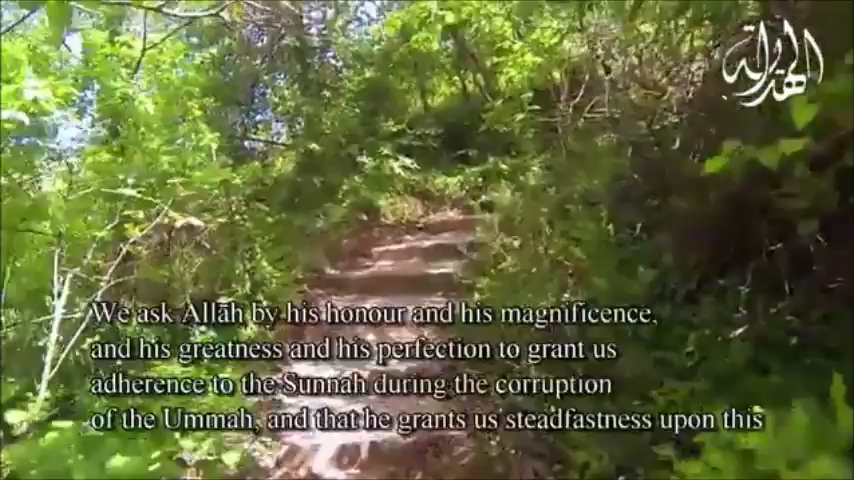 الهداية
We ask Allāh by his honour and his magnificence,
and his greatness and his perfection to grant us
adherence to the Sunnah during the corruption
of the Ummah, and that he grants us steadfastness upon this